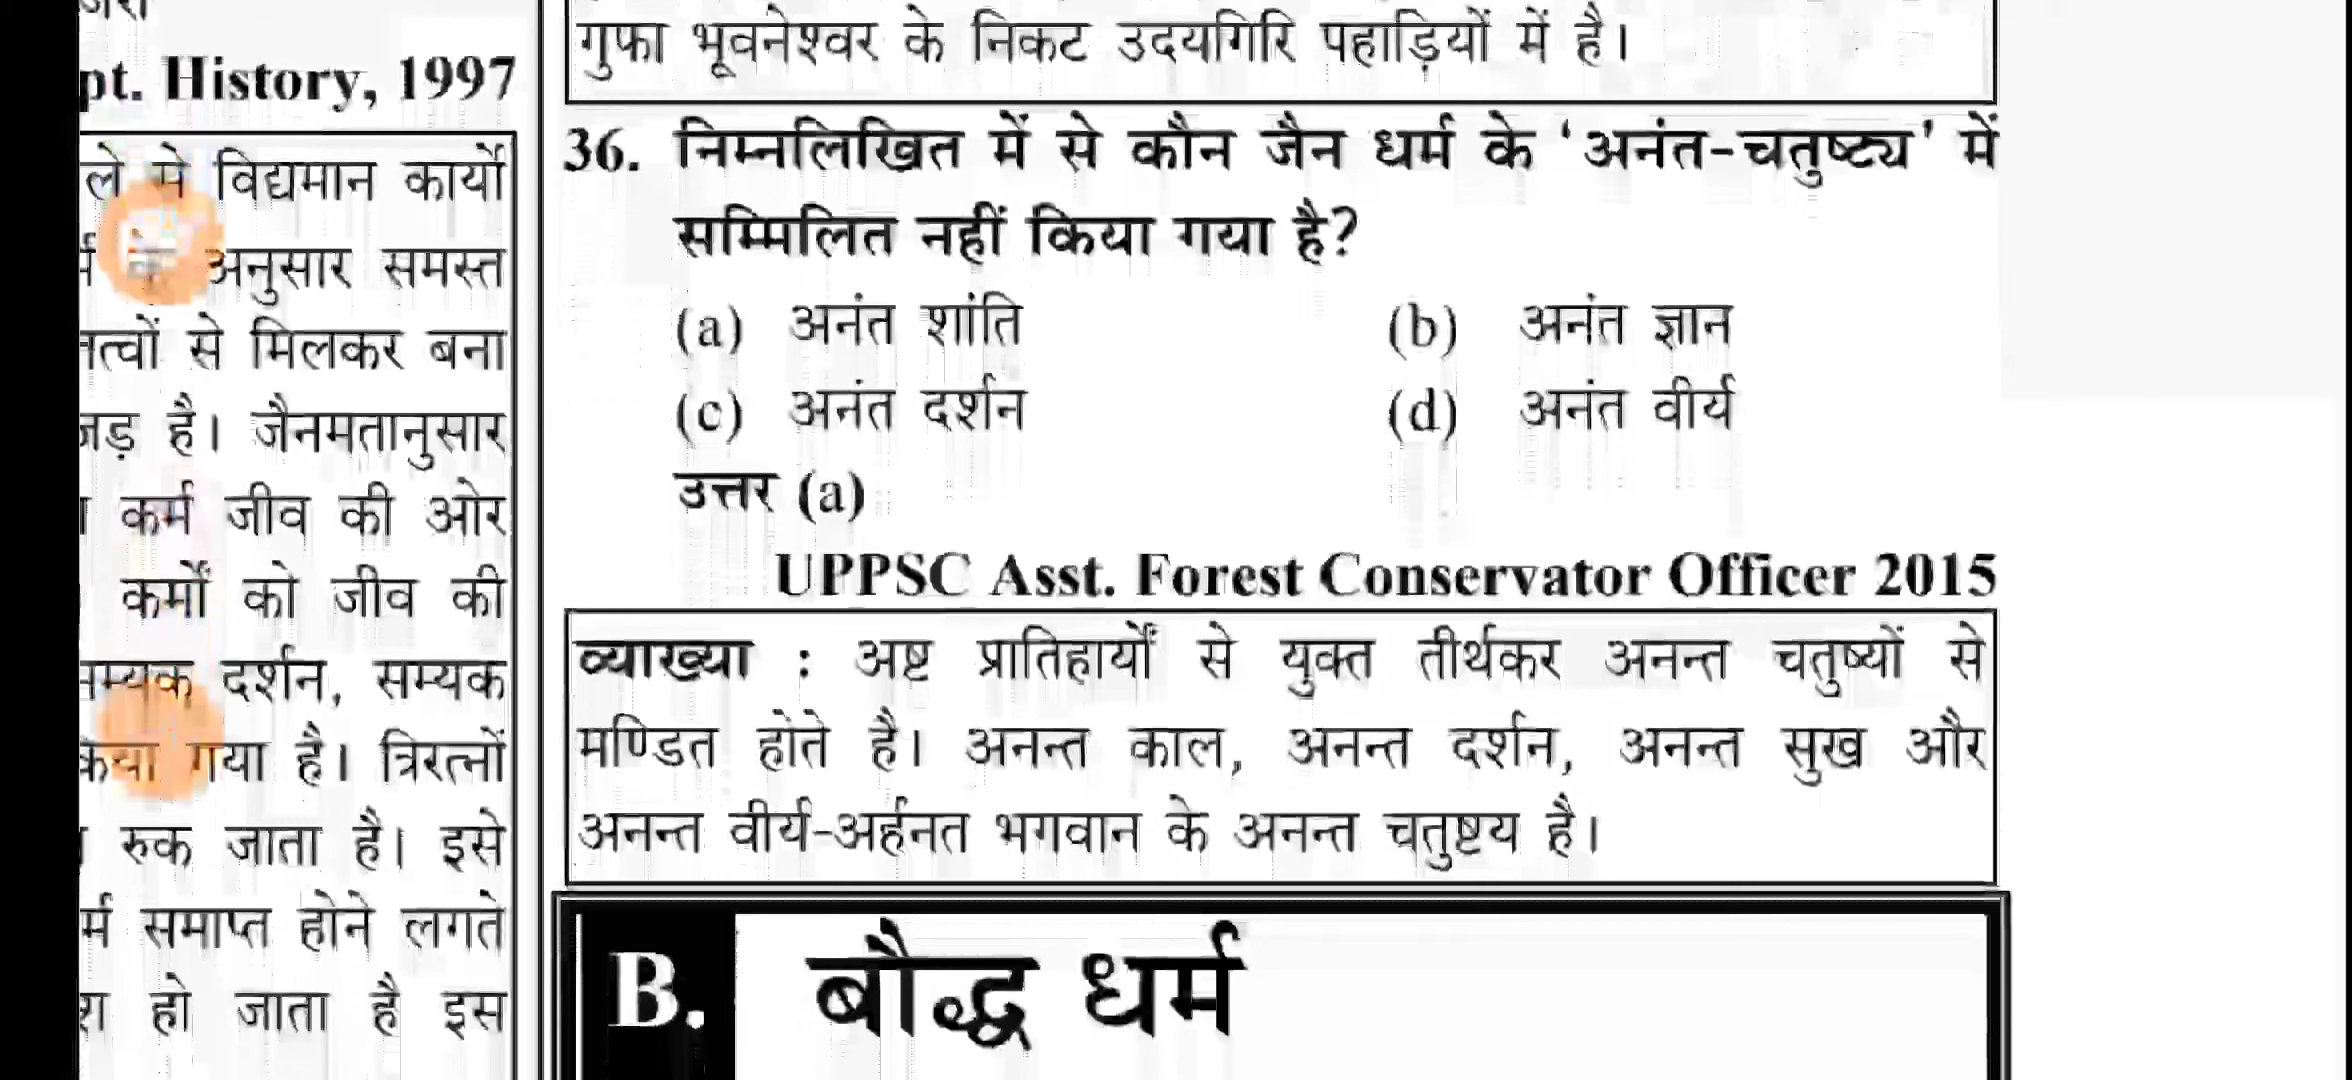 pt. History, 1997
विद्यमान कार्यों
अनुसार समस्त
से मिलकर बना
है। जैनमतानुसार
कर्म जीव की ओर
कर्मों को जीव की
दर्शन, सम्यक
गया है। त्रिरत्नों
रुक जाता है। इसे
समाप्त होने लगते
हो जाता है इस
गुफा भूवनेश्वर के निकट उदयगिरि पहाड़ियों में है।
36. निम्नलिखित में से कौन जैन धर्म के ‘अनंत-चतुष्ट्य’ में
सम्मिलित नहीं किया गया है?
(a) अनंत शांति (b) अनंत ज्ञान
(c) अनंत दर्शन (d) अनंत वीर्य
उत्तर (a)
UPPSC Asst. Forest Conservator Officer 2015
व्याख्या : अष्ट प्रातिहार्यों से युक्त तीर्थकर अनन्त चतुष्यों से
मण्डित होते है। अनन्त काल, अनन्त दर्शन, अनन्त सुख और
अनन्त वीर्य-अर्हनत भगवान के अनन्त चतुष्टय है।
B. बौद्ध धर्म